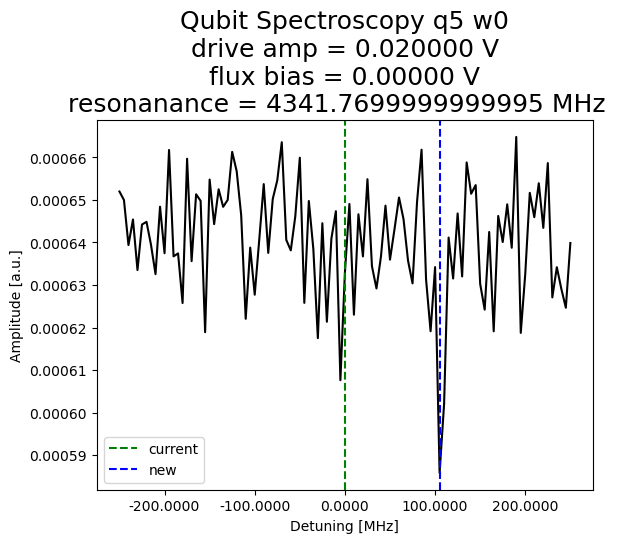 Qubit Spectroscopy q5 w0
drive amp = 0.020000 V
flux bias = 0.00000 V
resonanance = 4341.7699999999995 MHz
0.00066
0.00065
0.00064
0.00063
0.00062
0.00061
0.00060
0.00059
Amplitude [a.u.]
current
new
-200.0000 -100.0000 0.0000 100.0000 200.0000
Detuning [MHz]